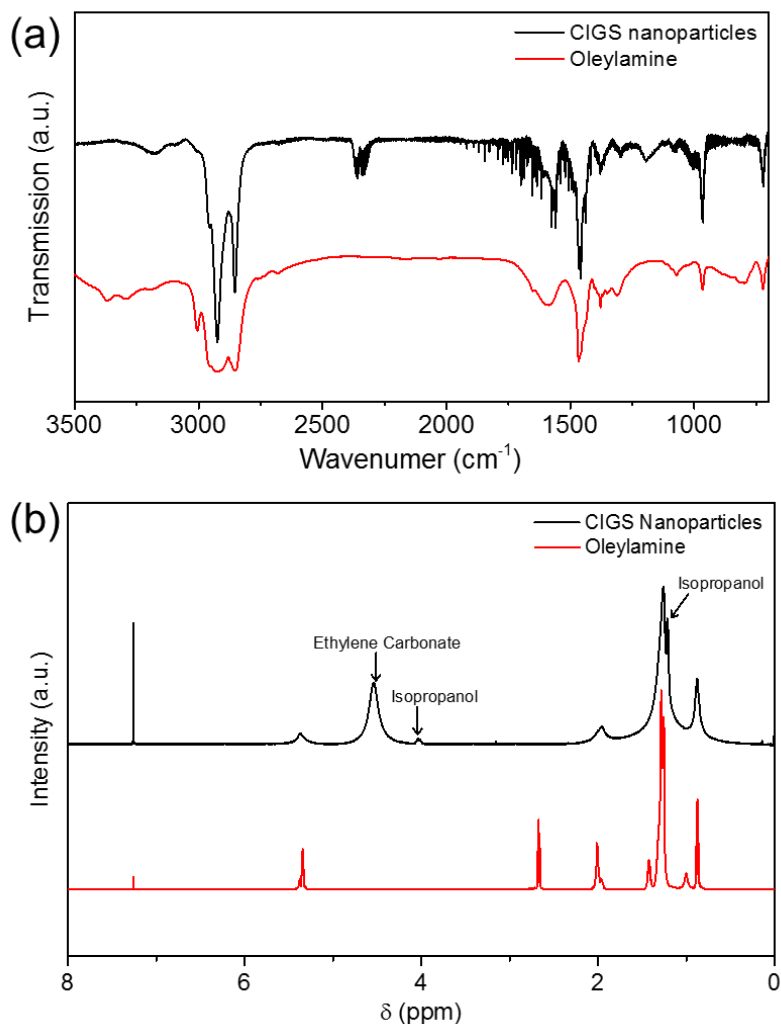 (a)
CIGS nanoparticles
Oleylamine
Transmission (a.u.)
3500 3000 2500 2000 1500 1000
Wavenumer (cm⁻¹)
(b)
CIGS Nanoparticles
Oleylamine
Isopropanol
Ethylene Carbonate
Isopropanol
Intensity (a.u.)
8 6 4 2 0
δ (ppm)